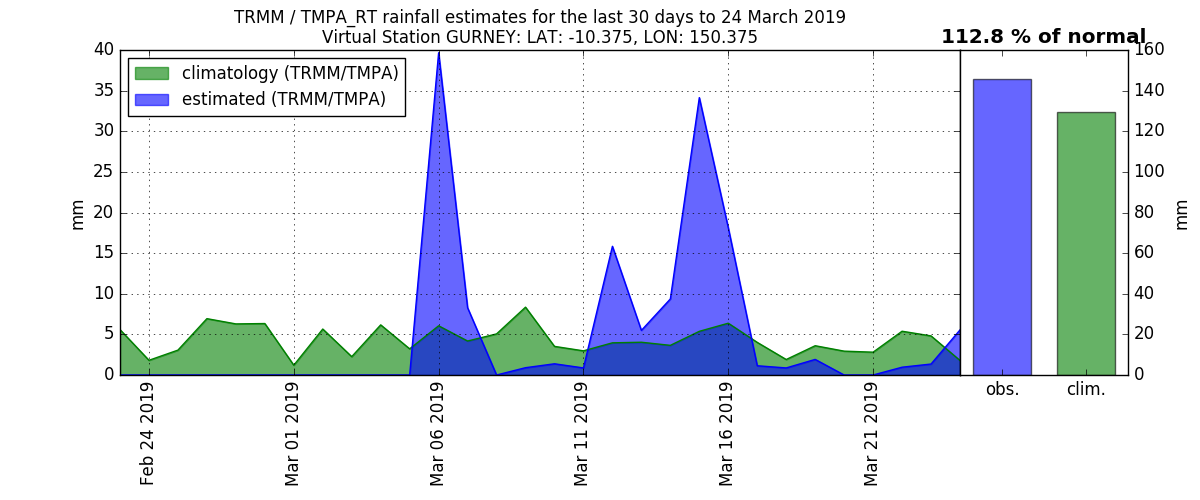 TRMM / TMPA_RT rainfall estimates for the last 30 days to 24 March 2019
Virtual Station GURNEY: LAT: -10.375, LON: 150.375
112.8 % of normal
climatology (TRMM/TMPA)
estimated (TRMM/TMPA)
40
35
30
25
20
15
10
5
0
mm
Feb 24 2019
Mar 01 2019
Mar 06 2019
Mar 11 2019
Mar 16 2019
Mar 21 2019
160
140
120
100
80
60
40
20
0
mm
obs.
clim.